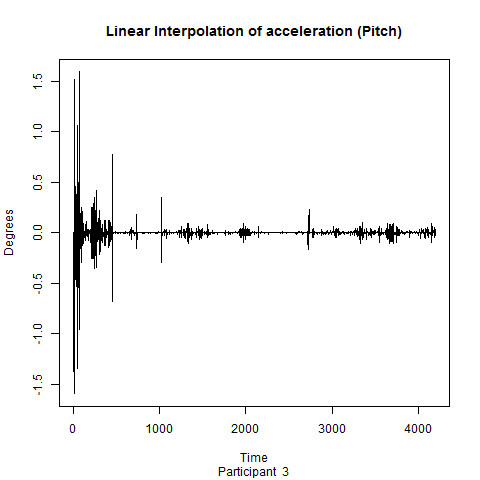 Linear Interpolation of acceleration (Pitch)
1.5
1.0
0.5
0.0
-0.5
-1.0
-1.5
Degrees
0 1000 2000 3000 4000
Time
Participant 3